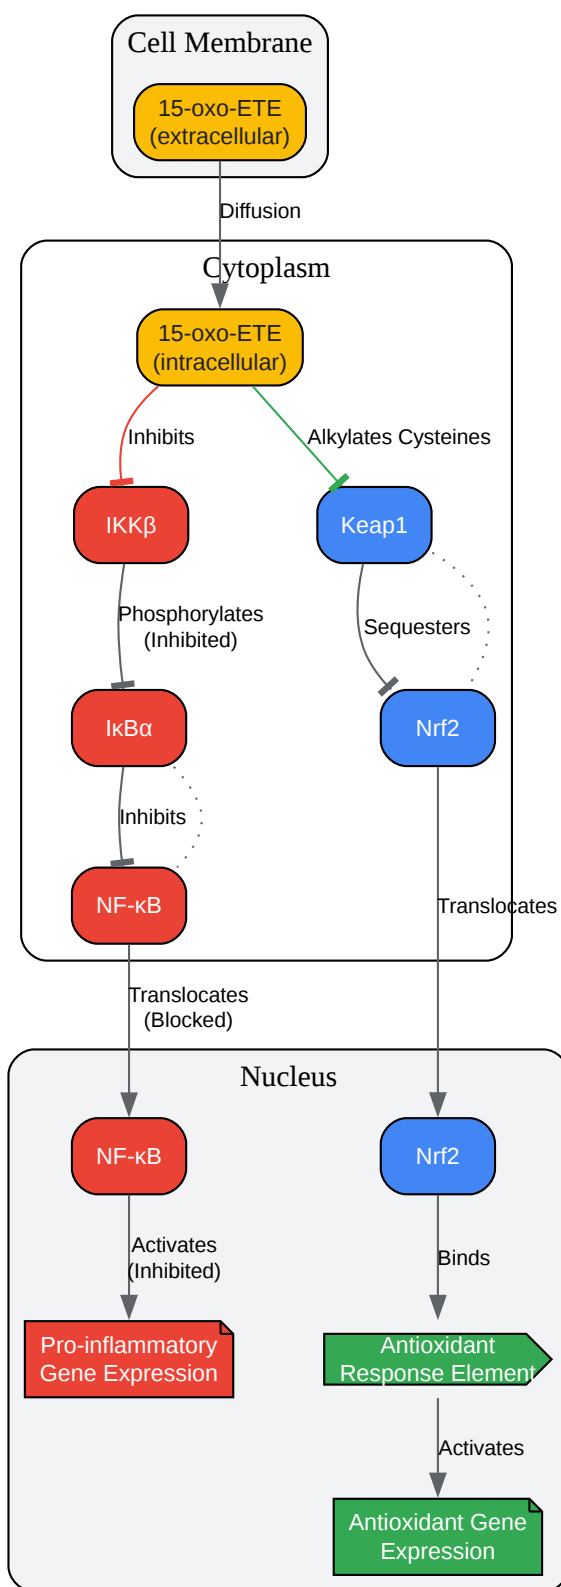 Cell Membrane
15-oxo-ETE
(extracellular)
Diffusion
Cytoplasm
15-oxo-ETE
(intracellular)
Inhibits
Alkylates Cysteines
IKKβ
Keap1
Phosphorylates
(Inhibited)
Sequesters
IκBα
Nrf2
Inhibits
NF-κB
Translocates
Translocates
(Blocked)
Nucleus
NF-κB
Nrf2
Activates
(Inhibited)
Binds
Pro-inflammatory
Gene Expression
Antioxidant
Response Element
Activates
Antioxidant Gene
Expression